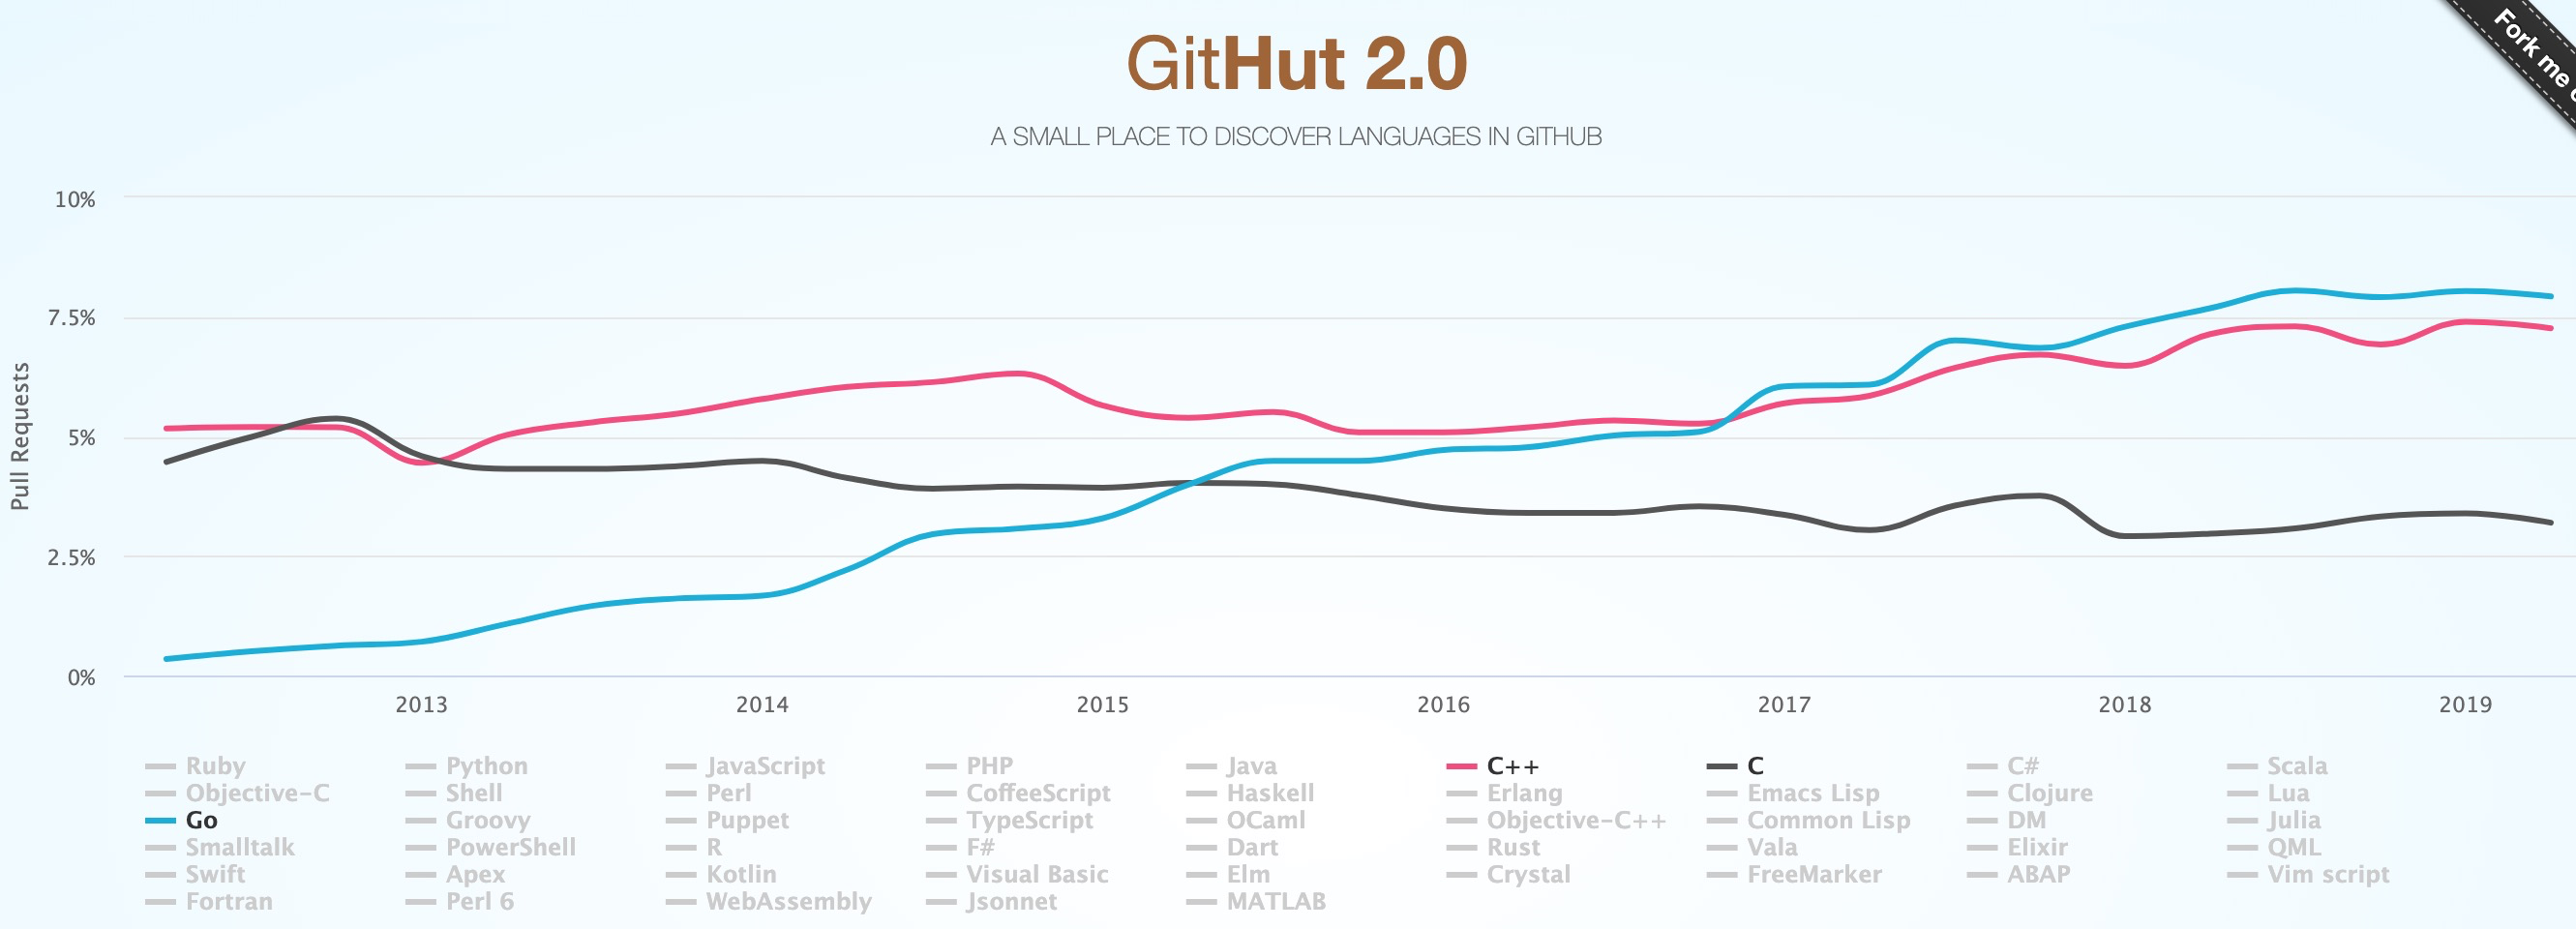 GitHut 2.0
Fork me
A SMALL PLACE TO DISCOVER LANGUAGES IN GITHUB
10%
7.5%
5%
2.5%
0%
Pull Requests
2013 2014 2015 2016 2017 2018 2019
Ruby Python JavaScript PHP Java C++ C C# Scala
Objective-C Shell Perl CoffeeScript Haskell Erlang Emacs Lisp Clojure Lua
Go Groovy Puppet TypeScript OCaml Objective-C++ Common Lisp DM Julia
Smalltalk PowerShell R F# Dart Rust Vala Elixir QML
Swift Apex Kotlin Visual Basic Elm Crystal FreeMarker ABAP Vim script
Fortran Perl 6 WebAssembly Jsonnet MATLAB